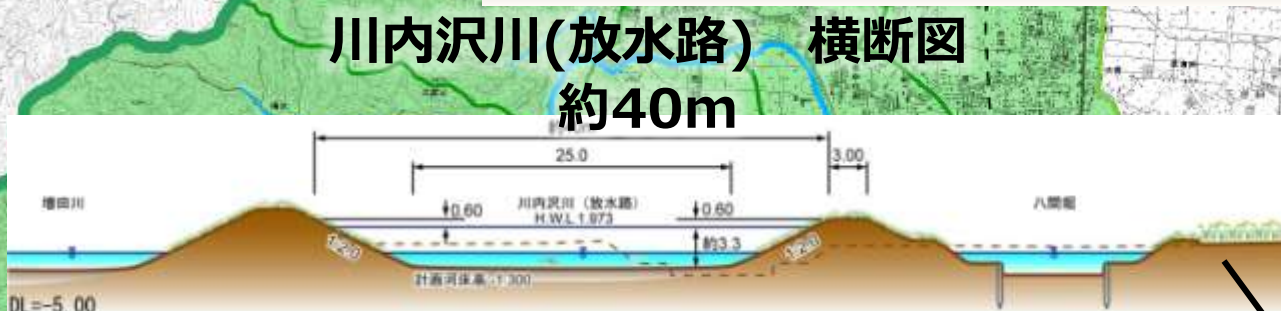 川内沢川(放水路) 横断図
約40m
25.0
3.00
増田川
0.60
川内沢川（放水路）
H.W.L 1.973
0.60
八間堀
1:2.0
約3.3
1:2.0
計画河床高-1.300
DL=-5.00